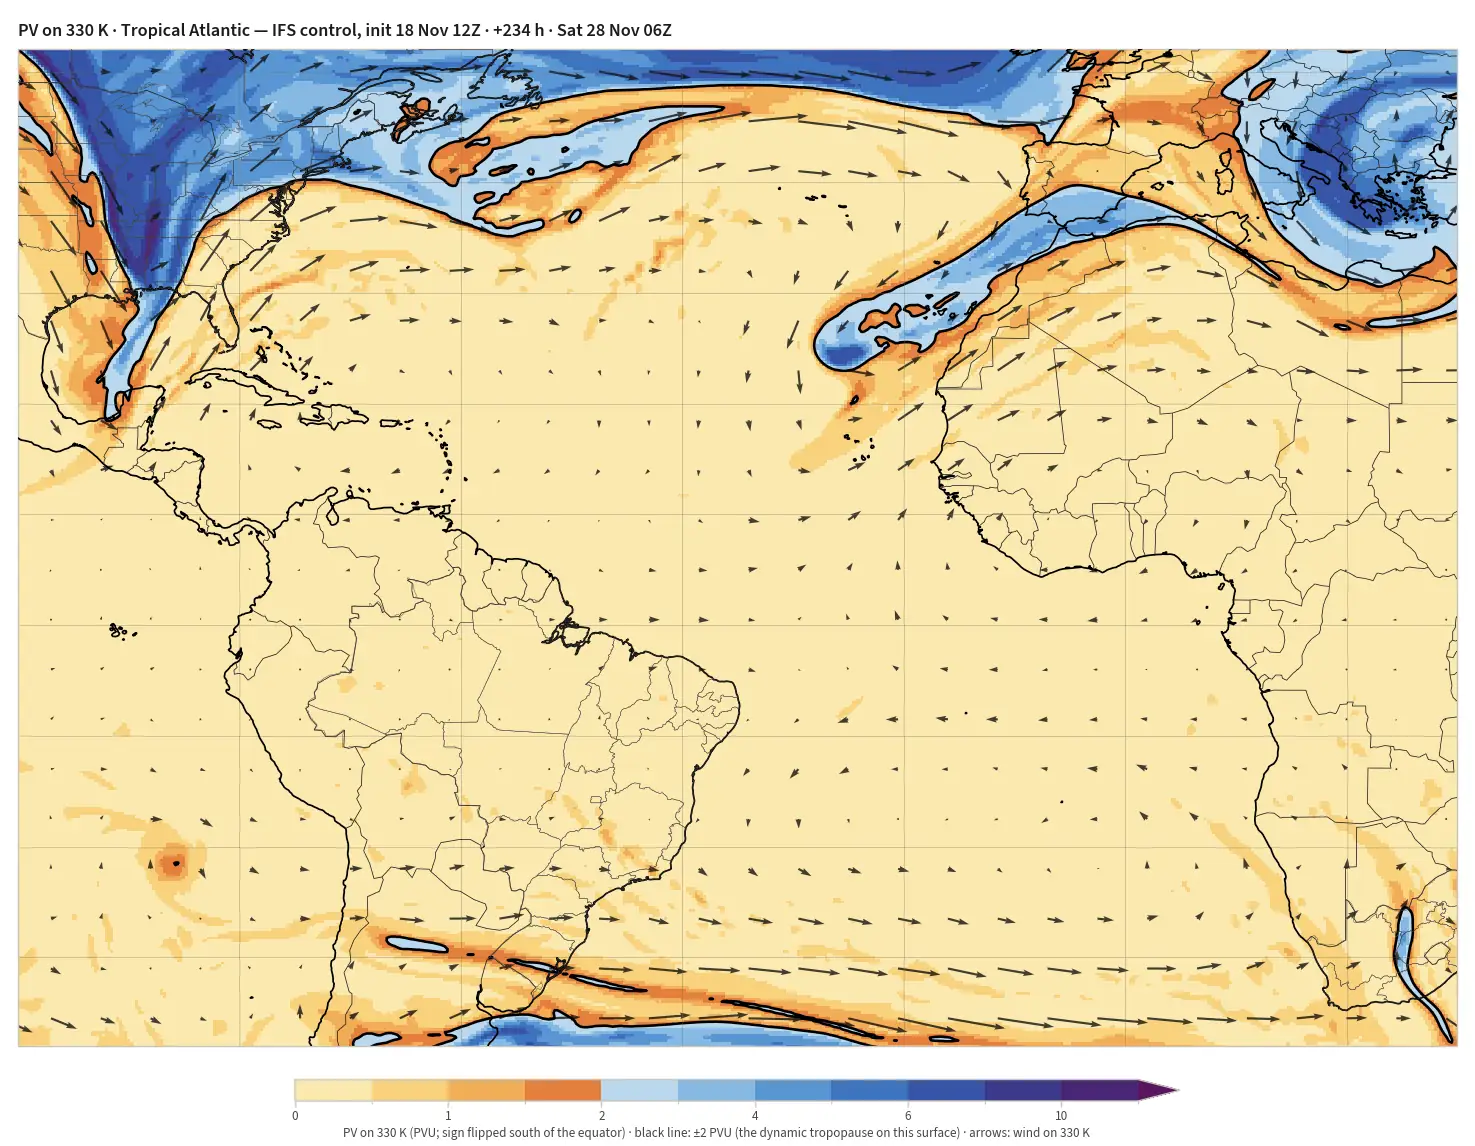 PV on 330 K · Tropical Atlantic — IFS control, init 18 Nov 12Z · +234 h · Sat 28 Nov 06Z
0 1 2 4 6 10
PV on 330 K (PVU; sign flipped south of the equator) · black line: ±2 PVU (the dynamic tropopause on this surface) · arrows: wind on 330 K